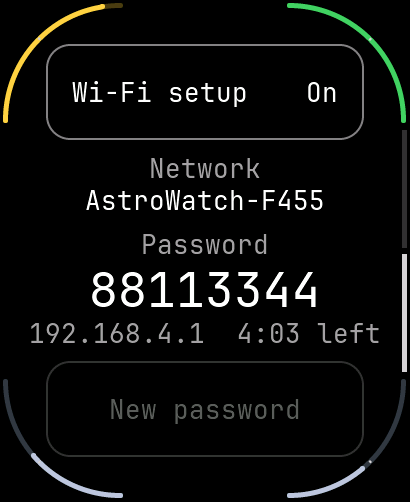 Wi-Fi setup On
Network
AstroWatch-F455
Password
88113344
192.168.4.1 4:03 left
New password